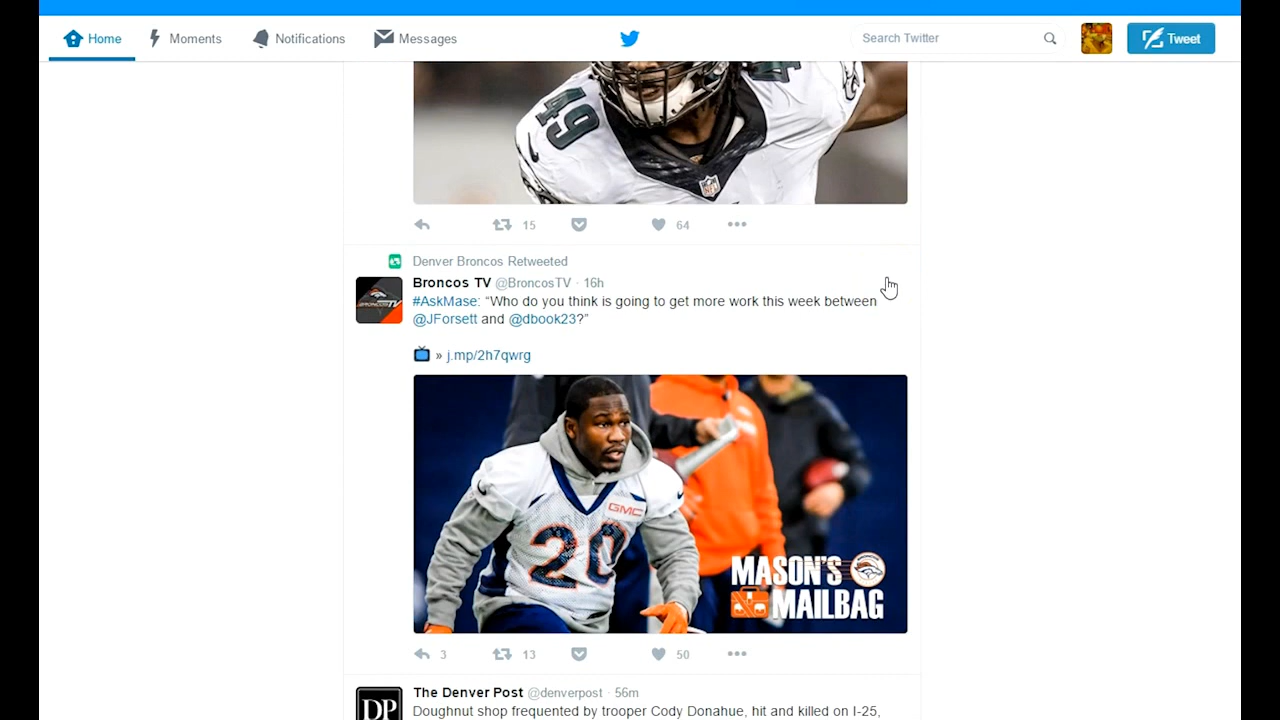 Home Moments Notifications Messages Search Twitter Tweet
49
15 64
Denver Broncos Retweeted
Broncos TV @BroncosTV · 16h
#AskMase: “Who do you think is going to get more work this week between
@JForsett and @dbook23?”
» j.mp/2h7qwrg
GMC
20
MASON'S
MAILBAG
3 13 50
The Denver Post @denverpost · 56m
DP
Doughnut shop frequented by trooper Cody Donahue, hit and killed on I-25,